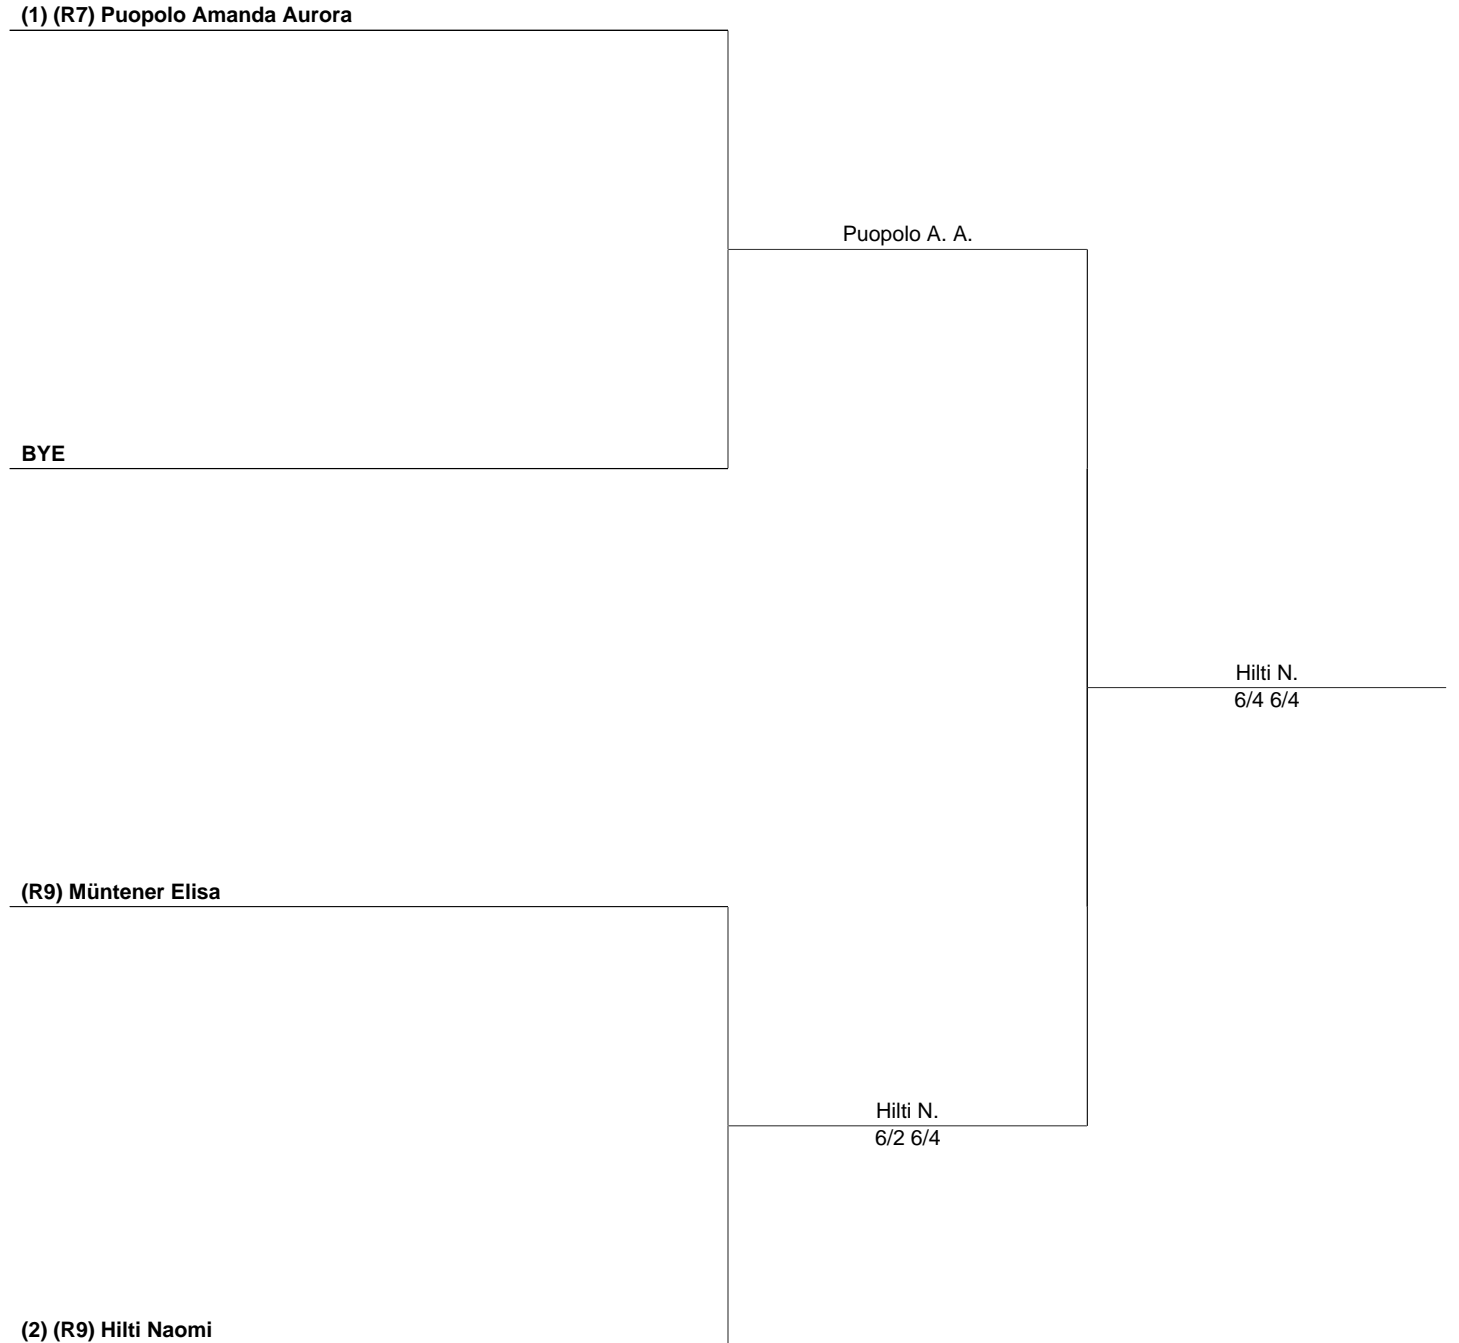 (1) (R7) Puopolo Amanda Aurora
Puopolo A. A.
BYE
Hilti N.
6/4 6/4
(R9) Müntener Elisa
Hilti N.
6/2 6/4
(2) (R9) Hilti Naomi